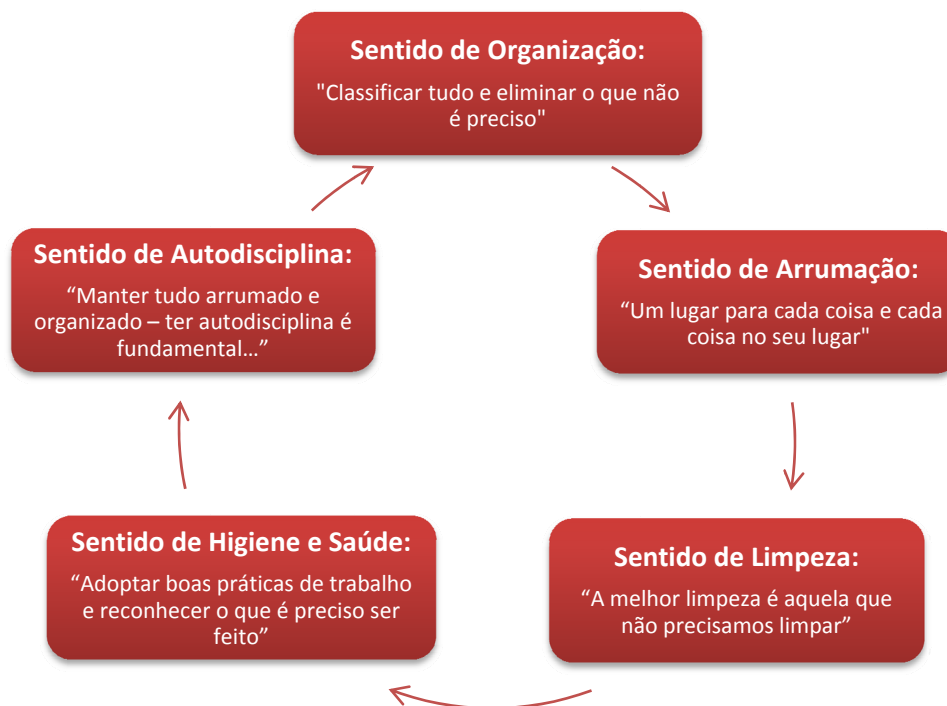 Sentido de Organização:
"Classificar tudo e eliminar o que não
é preciso"
Sentido de Arrumação:
“Um lugar para cada coisa e cada
coisa no seu lugar"
Sentido de Limpeza:
“A melhor limpeza é aquela que
não precisamos limpar”
Sentido de Higiene e Saúde:
“Adoptar boas práticas de trabalho
e reconhecer o que é preciso ser
feito”
Sentido de Autodisciplina:
“Manter tudo arrumado e
organizado – ter autodisciplina é
fundamental…”